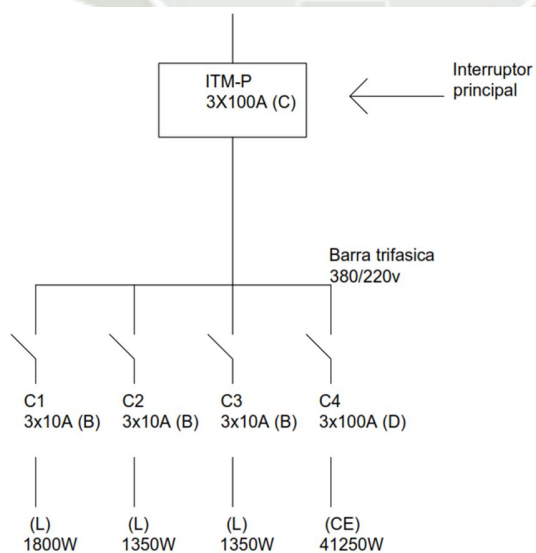 ITM-P
3X100A (C)
Interruptor
principal
Barra trifasica
380/220v
C1
3x10A (B)
C2
3x10A (B)
C3
3x10A (B)
C4
3x100A (D)
(L)
1800W
(L)
1350W
(L)
1350W
(CE)
41250W